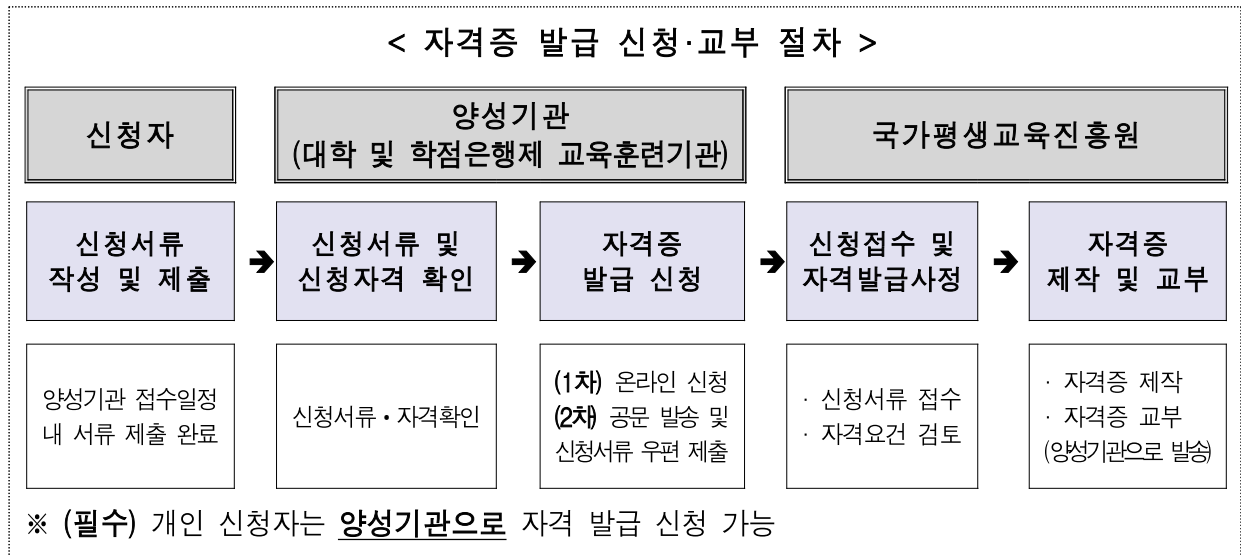 < 자격증 발급 신청·교부 절차 >
신청자
양성기관
(대학 및 학점은행제 교육훈련기관)
국가평생교육진흥원
신청서류
작성 및 제출
➔
신청서류 및
신청자격 확인
➔
자격증
발급 신청
➔
신청접수 및
자격발급사정
➔
자격증
제작 및 교부
양성기관 접수일정
내 서류 제출 완료
신청서류·자격확인
(1차) 온라인 신청
(2차) 공문 발송 및
신청서류 우편 제출
· 신청서류 접수
· 자격요건 검토
· 자격증 제작
· 자격증 교부
(양성기관으로 발송)
※ (필수) 개인 신청자는 양성기관으로 자격 발급 신청 가능